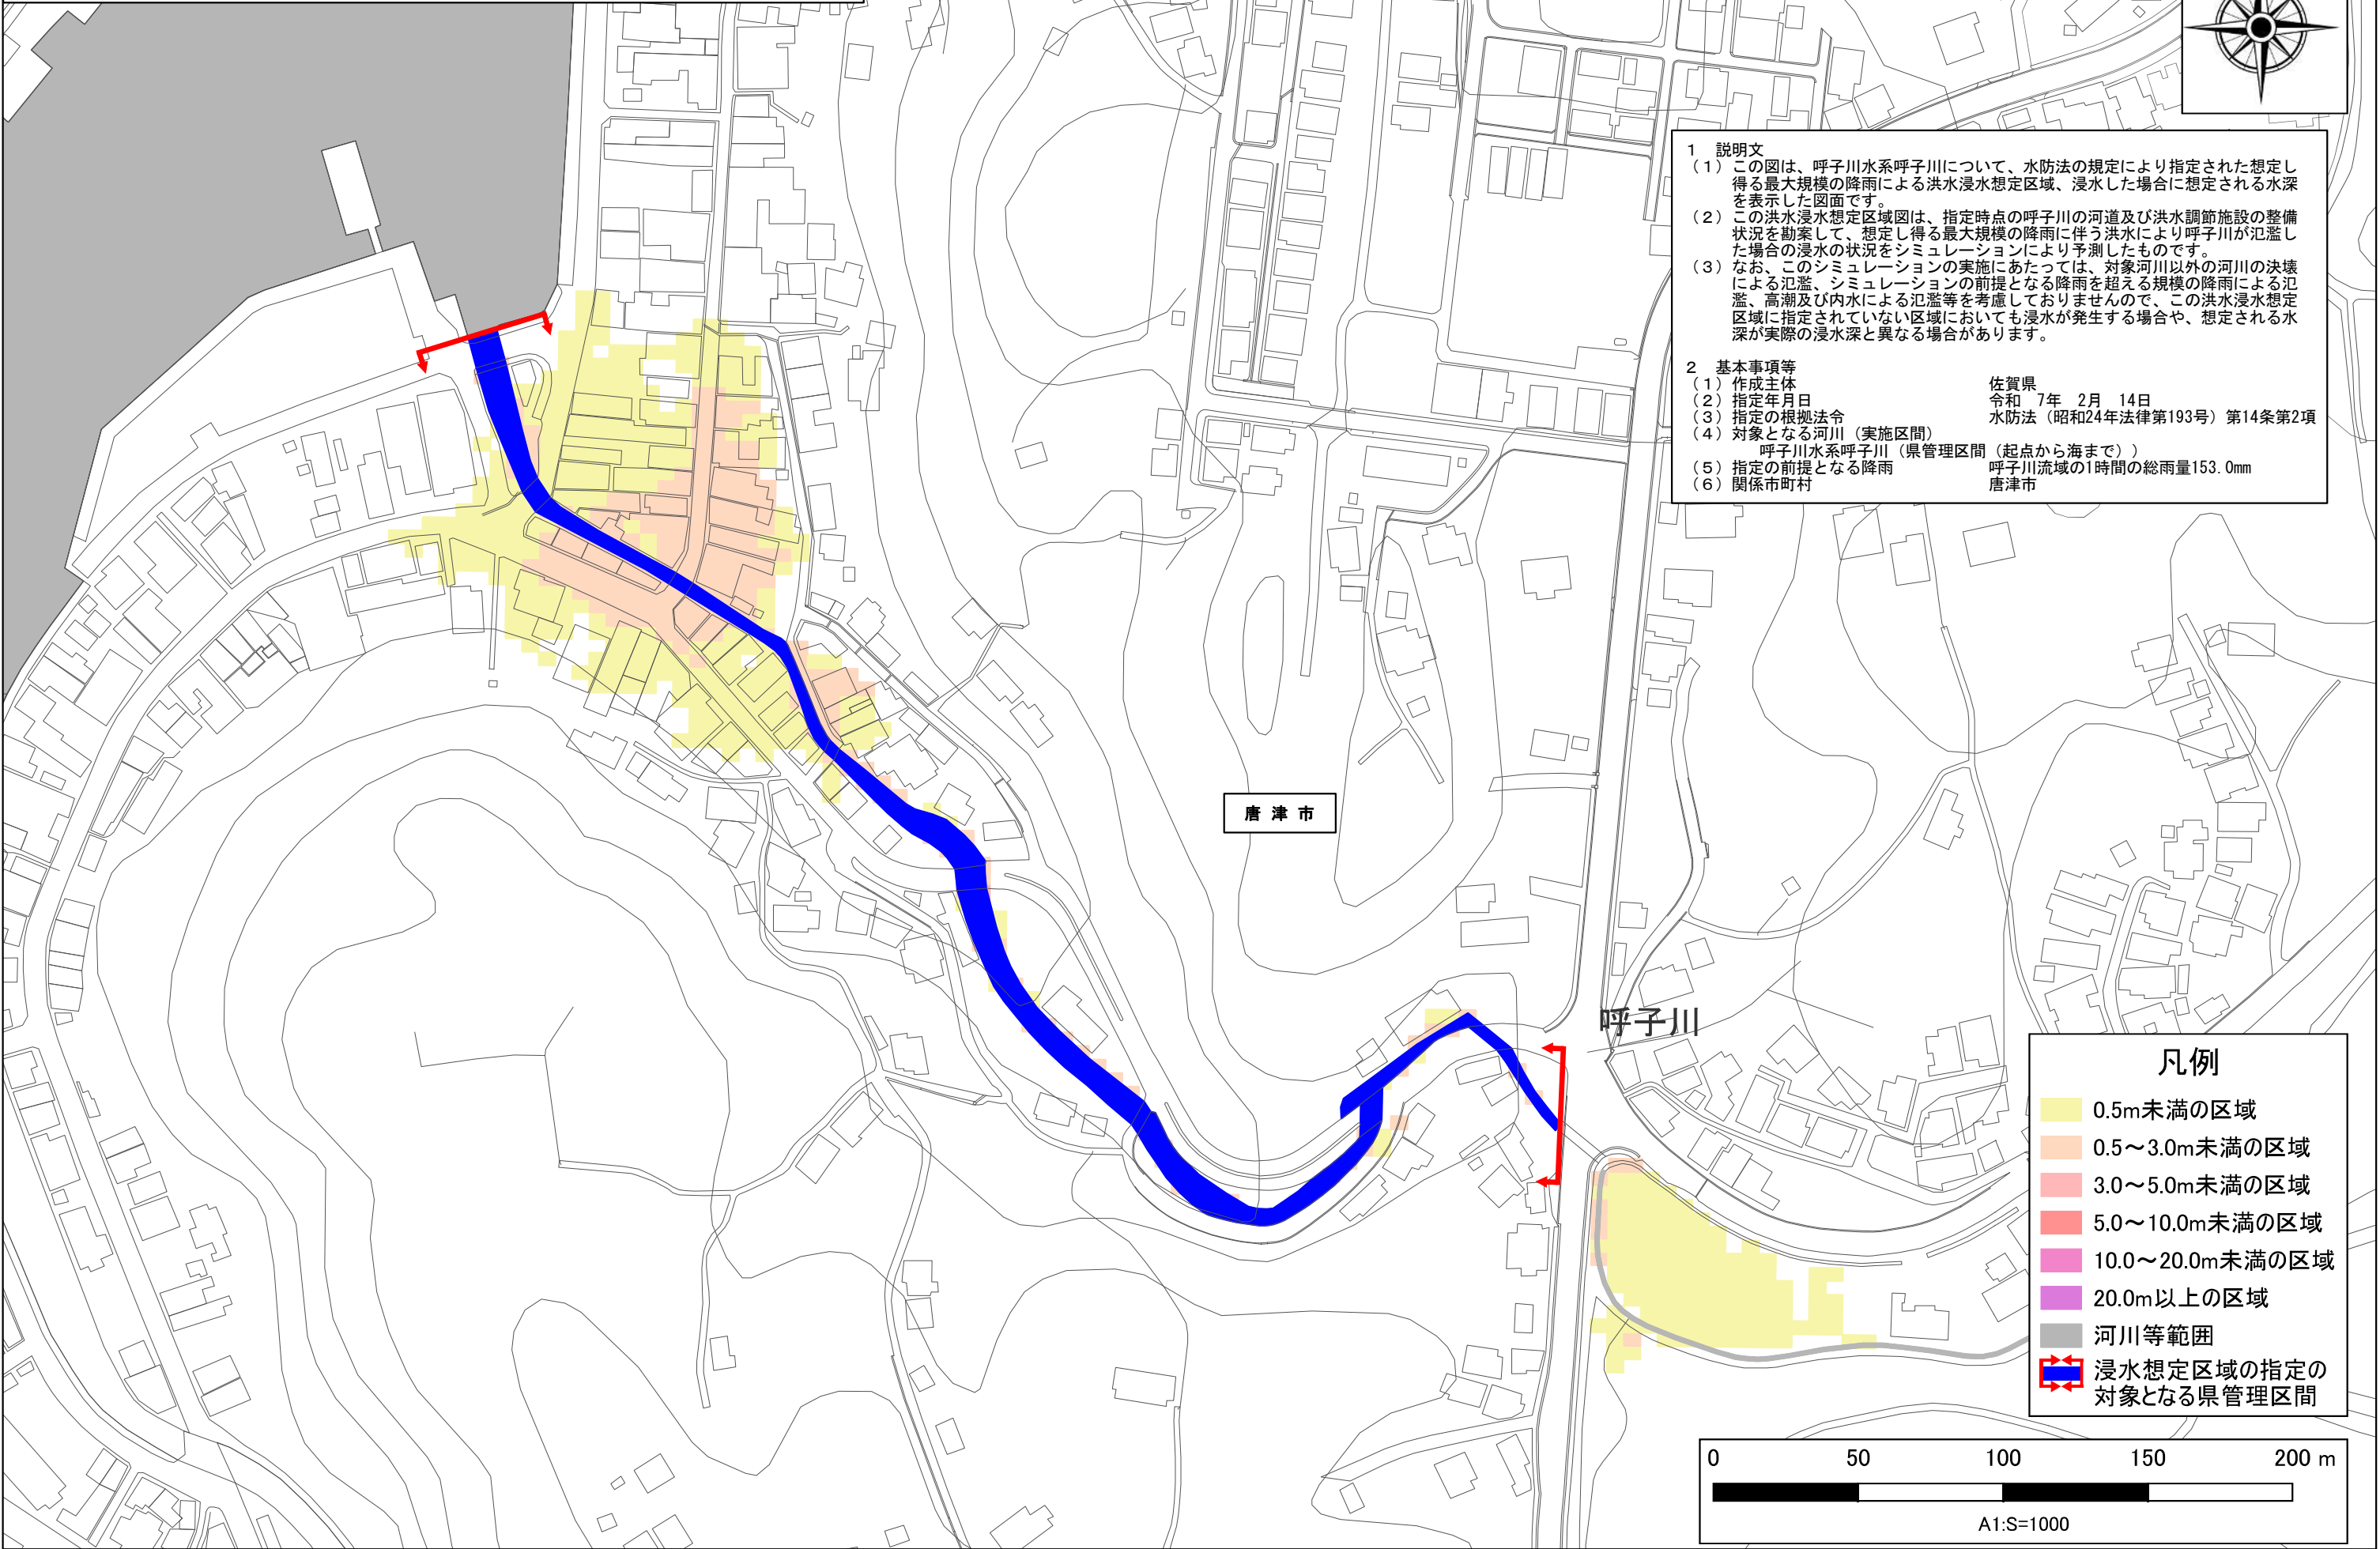 1 説明文
(1) この図は、呼子川水系呼子川について、水防法の規定により指定された想定し
得る最大規模の降雨による洪水浸水想定区域、浸水した場合に想定される水深
を表示した図面です。
(2) この洪水浸水想定区域図は、指定時点の呼子川の河道及び洪水調節施設の整備
状況を勘案して、想定し得る最大規模の降雨に伴う洪水により呼子川が氾濫し
た場合の浸水の状況をシミュレーションにより予測したものです。
(3) なお、このシミュレーションの実施にあたっては、対象河川以外の河川の決壊
による氾濫、シミュレーションの前提となる降雨を超える規模の降雨による氾
濫、高潮及び内水による氾濫等を考慮しておりませんので、この洪水浸水想定
区域に指定されていない区域においても浸水が発生する場合や、想定される水
深が実際の浸水深と異なる場合があります。
2 基本事項等
(1) 作成主体 佐賀県
(2) 指定年月日 令和 7年 2月 14日
(3) 指定の根拠法令 水防法（昭和24年法律第193号）第14条第2項
(4) 対象となる河川（実施区間）
呼子川水系呼子川（県管理区間（起点から海まで））
(5) 指定の前提となる降雨 呼子川流域の1時間の総雨量153.0mm
(6) 関係市町村 唐津市
唐津市
呼子川
凡例
0.5m未満の区域
0.5～3.0m未満の区域
3.0～5.0m未満の区域
5.0～10.0m未満の区域
10.0～20.0m未満の区域
20.0m以上の区域
河川等範囲
浸水想定区域の指定の
対象となる県管理区間
0 50 100 150 200 m
A1:S=1000